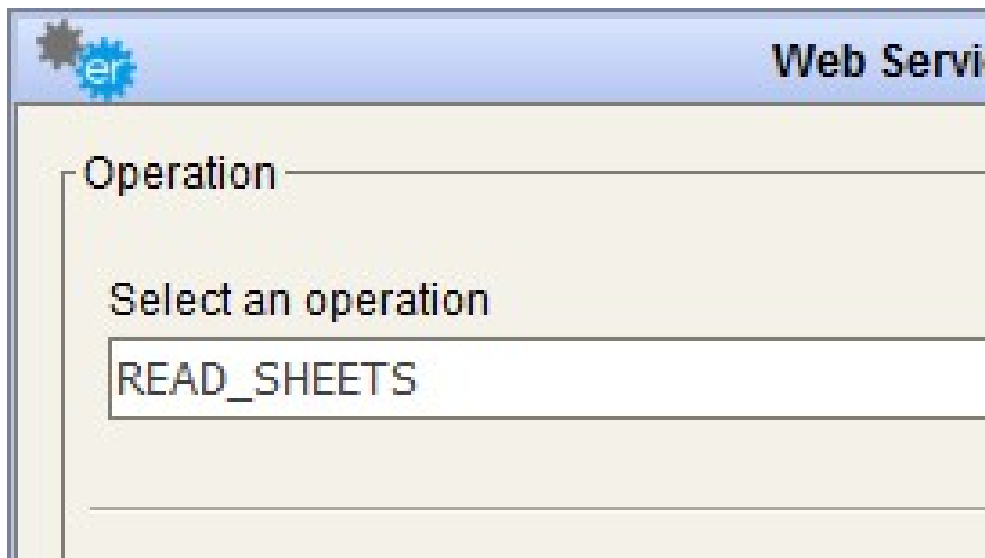 er
Web Servi
Operation
Select an operation
READ_SHEETS